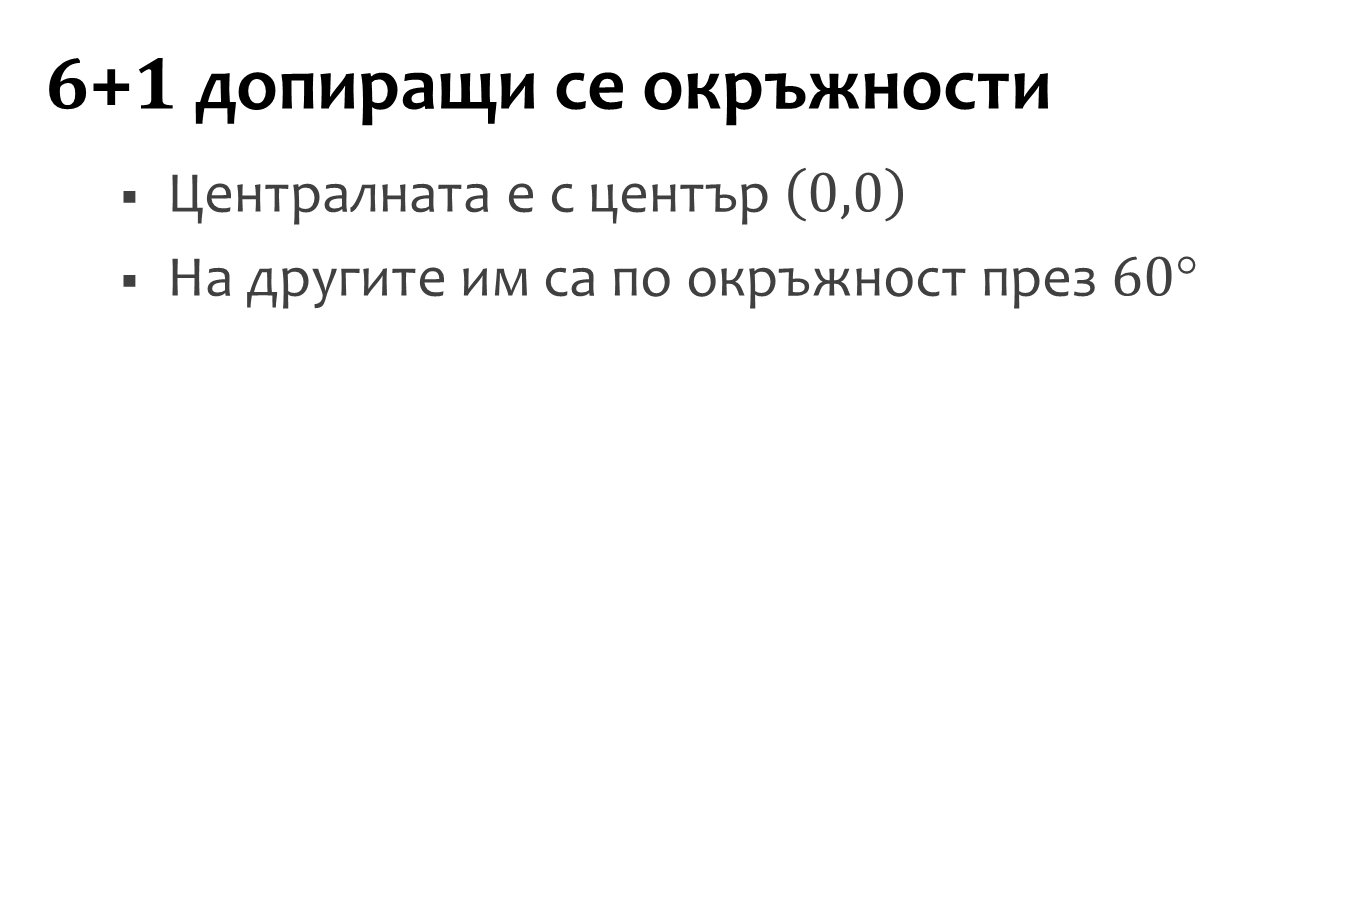 6+1 допиращи се окръжности
▪ Централната е с център (0,0)
▪ На другите им са по окръжност през 60°